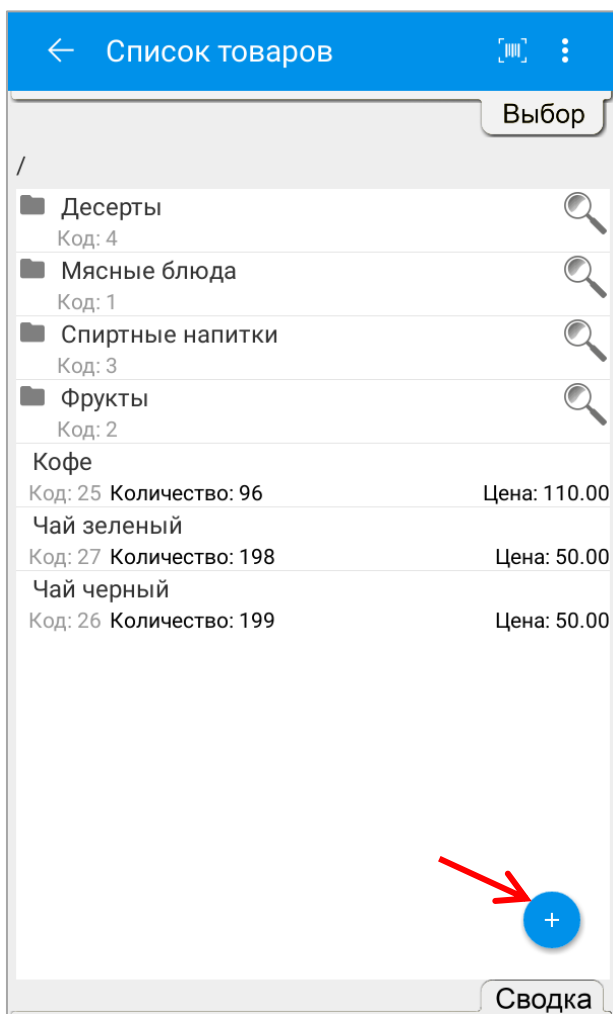 Список товаров
Выбор
/
Десерты
Код: 4
Мясные блюда
Код: 1
Спиртные напитки
Код: 3
Фрукты
Код: 2
Кофе
Код: 25 Количество: 96 Цена: 110.00
Чай зеленый
Код: 27 Количество: 198 Цена: 50.00
Чай черный
Код: 26 Количество: 199 Цена: 50.00
+
Сводка